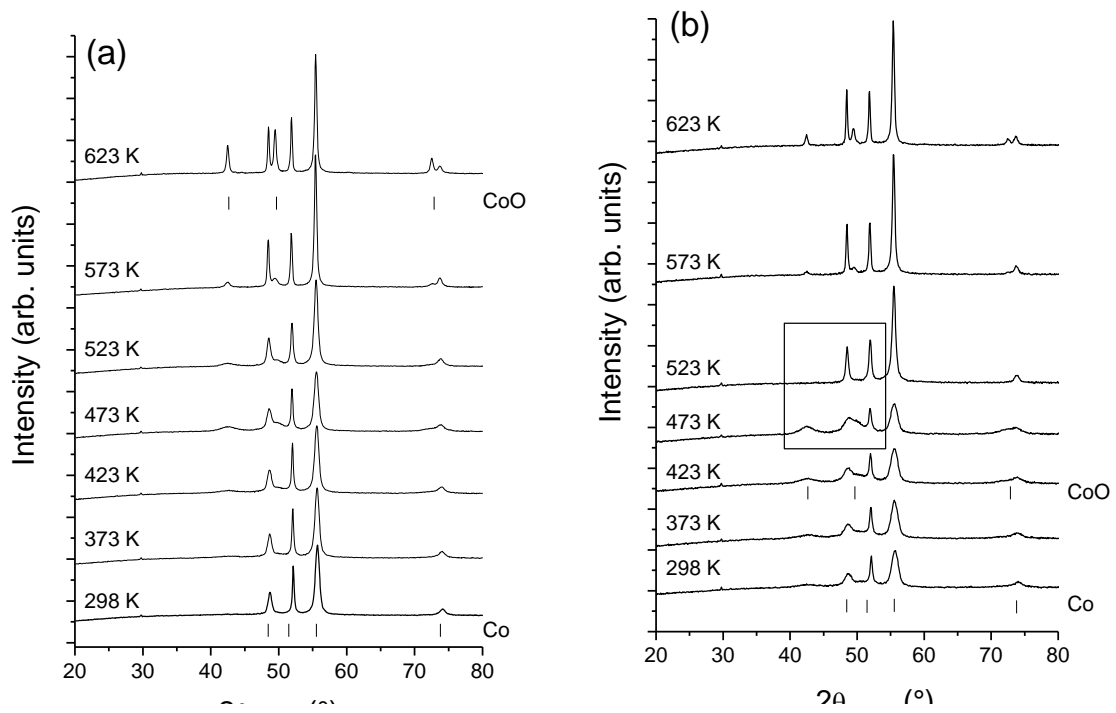 (a)
623 K
CoO
573 K
523 K
473 K
423 K
373 K
298 K
Co
20 30 40 50 60 70 80
Intensity (arb. units)
(b)
623 K
573 K
523 K
473 K
423 K
CoO
373 K
298 K
Co
20 30 40 50 60 70 80
Intensity (arb. units)
2θ (°)